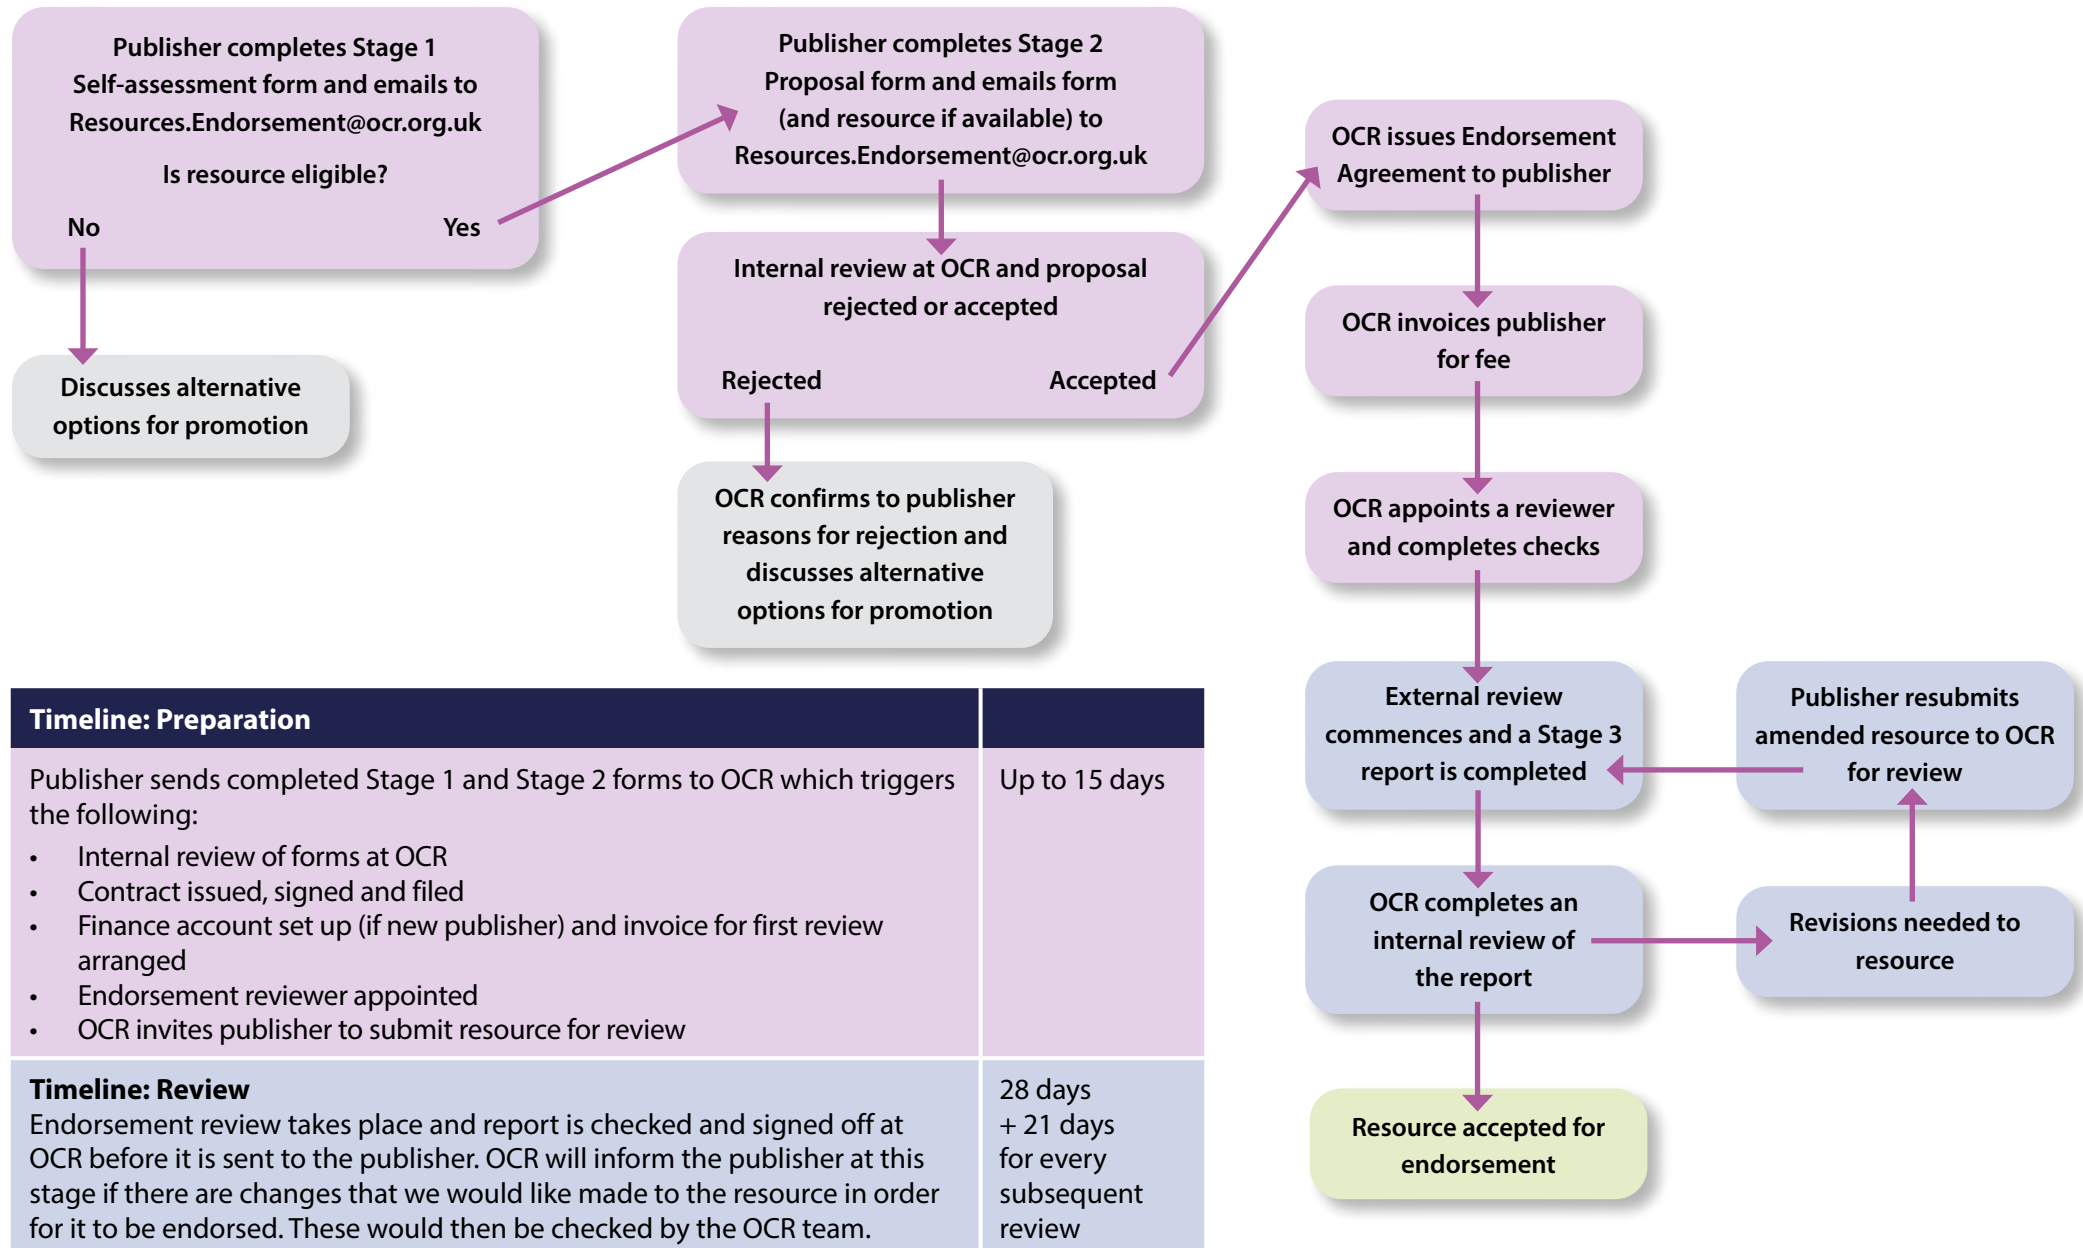 Publisher completes Stage 1
Self-assessment form and emails to
Resources.Endorsement@ocr.org.uk
Is resource eligible?
No
Yes
Discusses alternative
options for promotion
Publisher completes Stage 2
Proposal form and emails form
(and resource if available) to
Resources.Endorsement@ocr.org.uk
Internal review at OCR and proposal
rejected or accepted
Rejected
Accepted
OCR confirms to publisher
reasons for rejection and
discusses alternative
options for promotion
OCR issues Endorsement
Agreement to publisher
OCR invoices publisher
for fee
OCR appoints a reviewer
and completes checks
External review
commences and a Stage 3
report is completed
Publisher resubmits
amended resource to OCR
for review
OCR completes an
internal review of
the report
Revisions needed to
resource
Resource accepted for
endorsement
Timeline: Preparation
Publisher sends completed Stage 1 and Stage 2 forms to OCR which triggers
the following:
• Internal review of forms at OCR
• Contract issued, signed and filed
• Finance account set up (if new publisher) and invoice for first review
arranged
• Endorsement reviewer appointed
• OCR invites publisher to submit resource for review
Up to 15 days
Timeline: Review
Endorsement review takes place and report is checked and signed off at
OCR before it is sent to the publisher. OCR will inform the publisher at this
stage if there are changes that we would like made to the resource in order
for it to be endorsed. These would then be checked by the OCR team.
28 days
+ 21 days
for every
subsequent
review